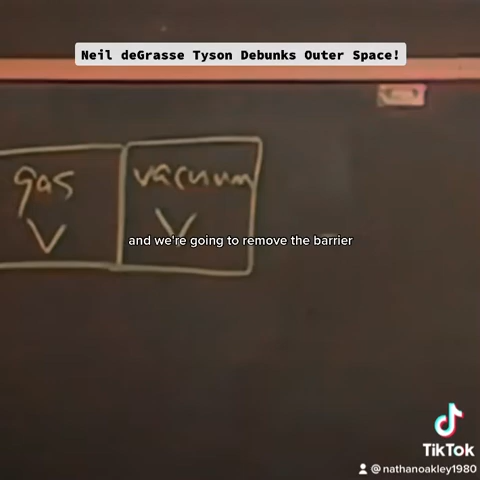 Neil deGrasse Tyson Debunks Outer Space!
gas vacuum
V V
and we're going to remove the barrier
TikTok
@nathanoakley1980